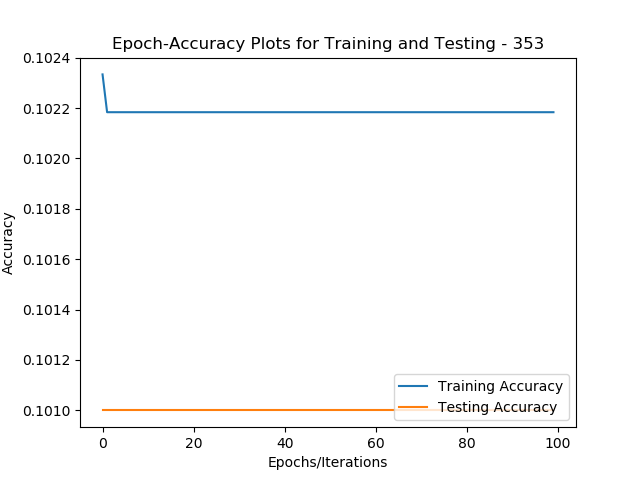 Epoch-Accuracy Plots for Training and Testing - 353
0.1024
0.1022
0.1020
0.1018
0.1016
0.1014
0.1012
0.1010
Accuracy
Training Accuracy
Testing Accuracy
0 20 40 60 80 100
Epochs/Iterations